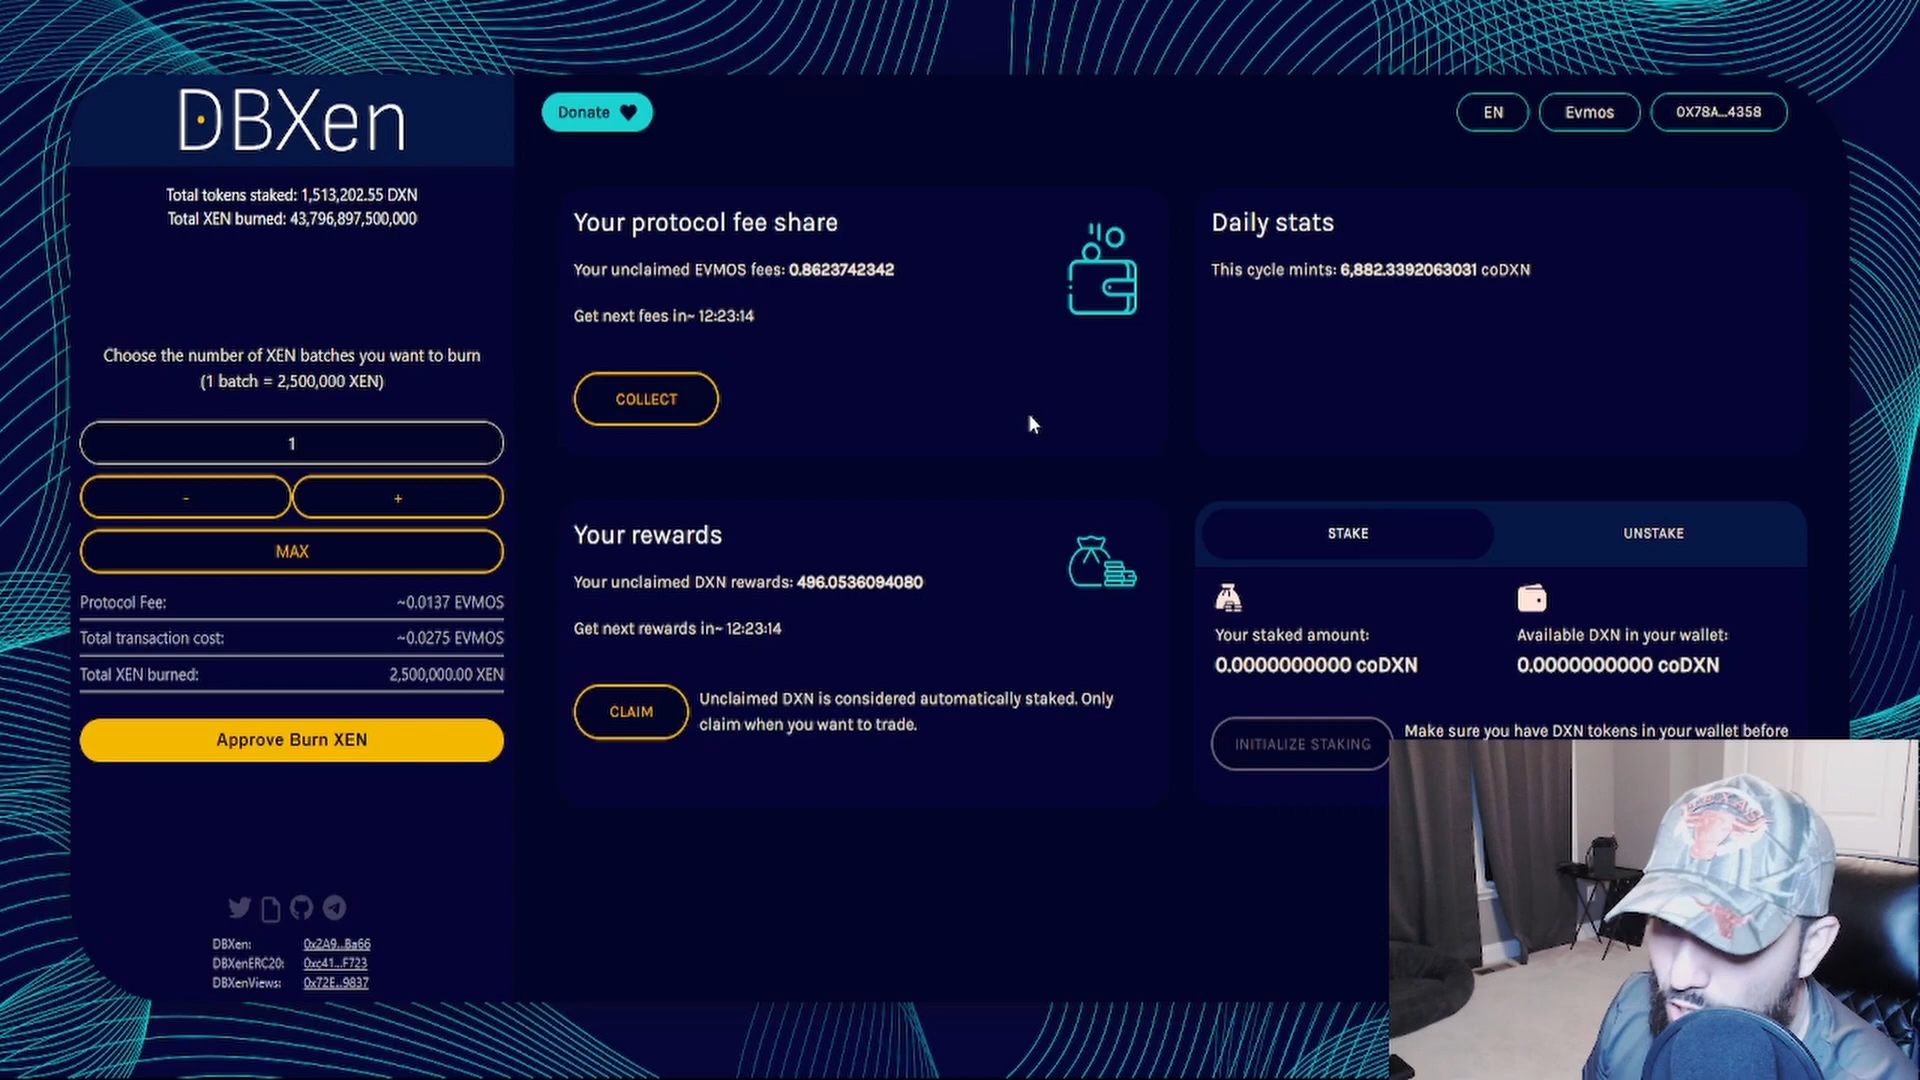 DBXen
Total tokens staked: 1,513,202.55 DXN
Total XEN burned: 43,796,897,500,000
Choose the number of XEN batches you want to burn
(1 batch = 2,500,000 XEN)
1
-
+
MAX
Protocol Fee: ~0.0137 EVMOS
Total transaction cost: ~0.0275 EVMOS
Total XEN burned: 2,500,000.00 XEN
Approve Burn XEN
DBXen: 0x2A9...Ba66
DBXenERC20: 0xc41...F723
DBXenViews: 0x72E...9837
Donate
EN
Evmos
0X78A...4358
Your protocol fee share
Your unclaimed EVMOS fees: 0.8623742342
Get next fees in~ 12:23:14
COLLECT
Daily stats
This cycle mints: 6,882.3392063031 coDXN
Your rewards
Your unclaimed DXN rewards: 496.0536094080
Get next rewards in~ 12:23:14
CLAIM
Unclaimed DXN is considered automatically staked. Only
claim when you want to trade.
STAKE
UNSTAKE
Your staked amount:
0.0000000000 coDXN
Available DXN in your wallet:
0.0000000000 coDXN
INITIALIZE STAKING
Make sure you have DXN tokens in your wallet before